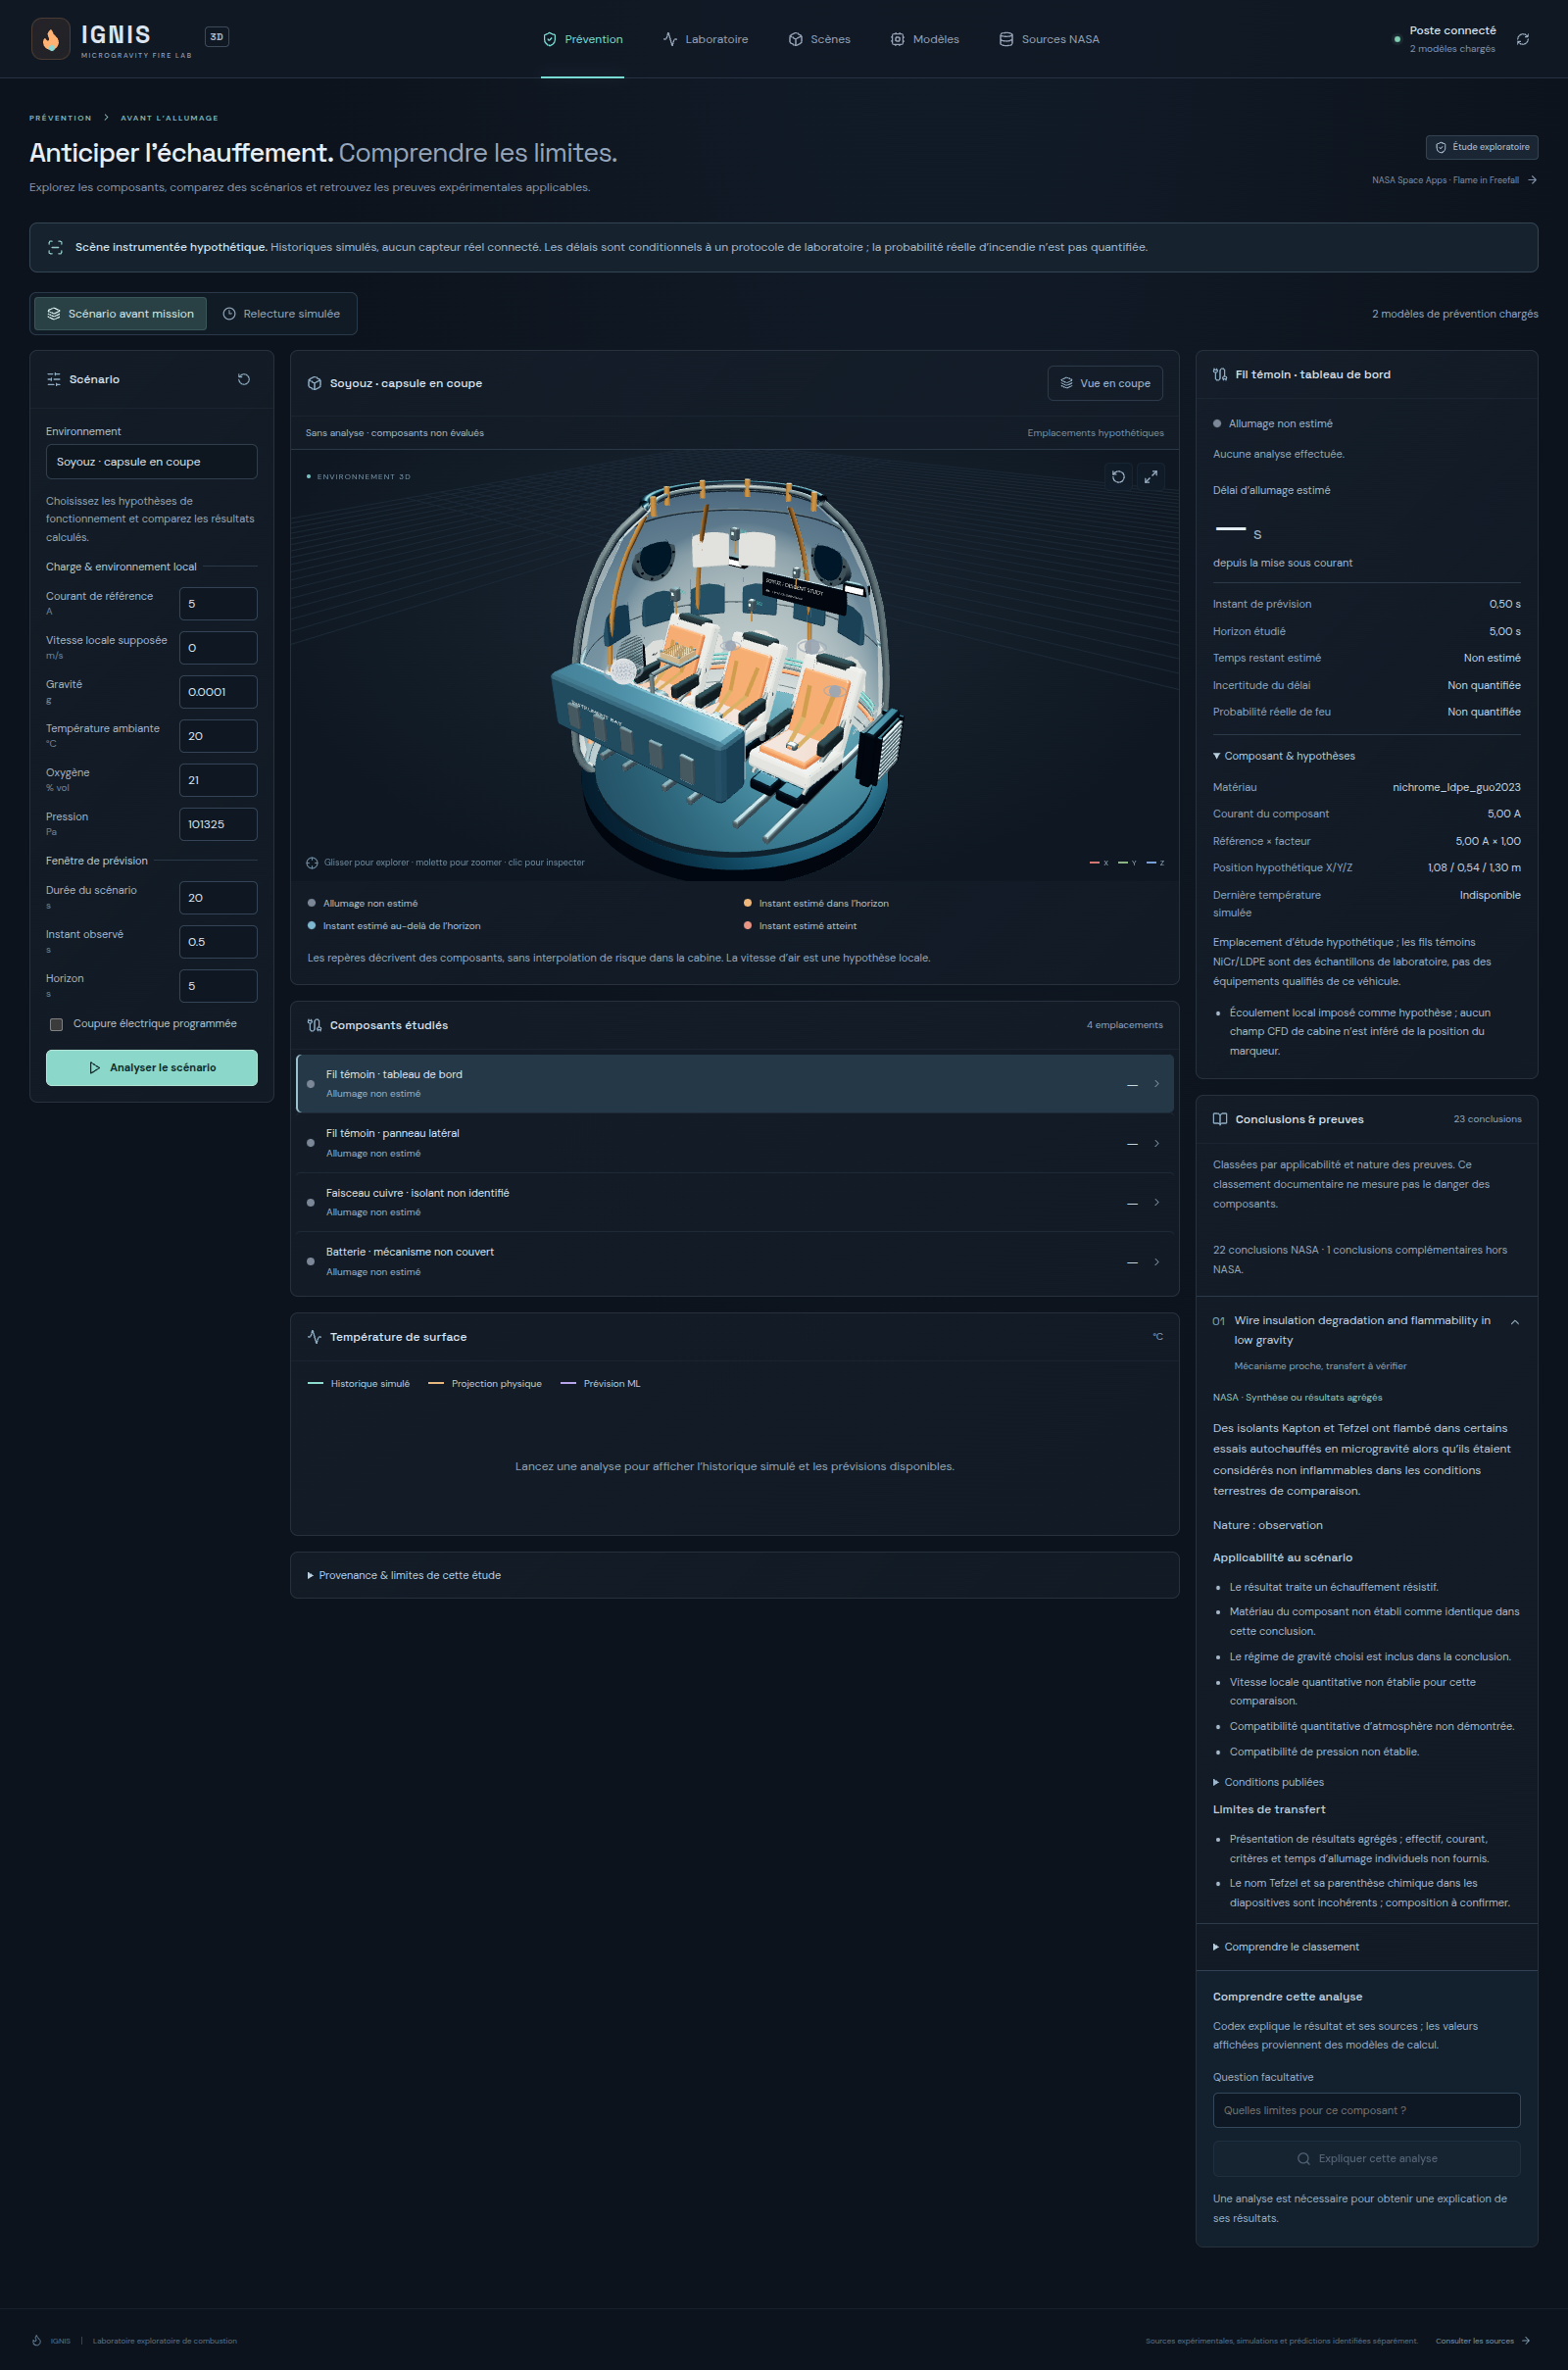 IGNIS
MICROGRAVITY FIRE LAB
3D
Prévention
Laboratoire
Scènes
Modèles
Sources NASA
Poste connecté
2 modèles chargés
PRÉVENTION > AVANT L'ALLUMAGE
Anticiper l'échauffement. Comprendre les limites.
Explorez les composants, comparez des scénarios et retrouvez les preuves expérimentales applicables.
Étude exploratoire
NASA Space Apps · Flame in Freefall
Scène instrumentée hypothétique. Historiques simulés, aucun capteur réel connecté. Les délais sont conditionnels à un protocole de laboratoire ; la probabilité réelle d'incendie n'est pas quantifiée.
Scénario avant mission
Relecture simulée
2 modèles de prévention chargés
Scénario
Environnement
Soyouz · capsule en coupe
Choisissez les hypothèses de
fonctionnement et comparez les résultats
calculés.
Charge & environnement local
Courant de référence
A
5
Vitesse locale supposée
m/s
0
Gravité
g
0.0001
Température ambiante
°C
20
Oxygène
% vol
21
Pression
Pa
101325
Fenêtre de prévision
Durée du scénario
s
20
Instant observé
s
0.5
Horizon
s
5
Coupure électrique programmée
Analyser le scénario
Soyouz · capsule en coupe
Vue en coupe
Sans analyse · composants non évalués
Emplacements hypothétiques
ENVIRONNEMENT 3D
INSTRUMENT BAY
Glisser pour explorer · molette pour zoomer · clic pour inspecter
X
Y
Z
Allumage non estimé
Instant estimé dans l'horizon
Instant estimé au-delà de l'horizon
Instant estimé atteint
Les repères décrivent des composants, sans interpolation de risque dans la cabine. La vitesse d'air est une hypothèse locale.
Composants étudiés
4 emplacements
Fil témoin · tableau de bord
Allumage non estimé
—
Fil témoin · panneau latéral
Allumage non estimé
—
Faisceau cuivre · isolant non identifié
Allumage non estimé
—
Batterie · mécanisme non couvert
Allumage non estimé
—
Température de surface
°C
Historique simulé
Projection physique
Prévision ML
Lancez une analyse pour afficher l'historique simulé et les prévisions disponibles.
Provenance & limites de cette étude
Fil témoin · tableau de bord
Allumage non estimé
Aucune analyse effectuée.
Délai d'allumage estimé
— s
depuis la mise sous courant
Instant de prévision 0,50 s
Horizon étudié 5,00 s
Temps restant estimé Non estimé
Incertitude du délai Non quantifiée
Probabilité réelle de feu Non quantifiée
Composant & hypothèses
Matériau nichrome_ldpe_guo2023
Courant du composant 5,00 A
Référence × facteur 5,00 A × 1,00
Position hypothétique X/Y/Z 1,08 / 0,54 / 1,30 m
Dernière température Indisponible
simulée
Emplacement d'étude hypothétique ; les fils témoins
NiCr/LDPE sont des échantillons de laboratoire, pas des
équipements qualifiés de ce véhicule.
Écoulement local imposé comme hypothèse ; aucun
champ CFD de cabine n'est inféré de la position du
marqueur.
Conclusions & preuves
23 conclusions
Classées par applicabilité et nature des preuves. Ce
classement documentaire ne mesure pas le danger des
composants.
22 conclusions NASA · 1 conclusions complémentaires hors
NASA.
01 Wire insulation degradation and flammability in
low gravity
Mécanisme proche, transfert à vérifier
NASA · Synthèse ou résultats agrégés
Des isolants Kapton et Tefzel ont flambé dans certains
essais autochauffés en microgravité alors qu'ils étaient
considérés non inflammables dans les conditions
terrestres de comparaison.
Nature : observation
Applicabilité au scénario
Le résultat traite un échauffement résistif.
Matériau du composant non établi comme identique dans
cette conclusion.
Le régime de gravité choisi est inclus dans la conclusion.
Vitesse locale quantitative non établie pour cette
comparaison.
Compatibilité quantitative d'atmosphère non démontrée.
Compatibilité de pression non établie.
Conditions publiées
Limites de transfert
Présentation de résultats agrégés ; effectif, courant,
critères et temps d'allumage individuels non fournis.
Le nom Tefzel et sa parenthèse chimique dans les
diapositives sont incohérents ; composition à confirmer.
Comprendre le classement
Comprendre cette analyse
Codex explique le résultat et ses sources ; les valeurs
affichées proviennent des modèles de calcul.
Question facultative
Quelles limites pour ce composant ?
Expliquer cette analyse
Une analyse est nécessaire pour obtenir une explication de
ses résultats.
IGNIS | Laboratoire exploratoire de combustion
Sources expérimentales, simulations et prédictions identifiées séparément.
Consulter les sources